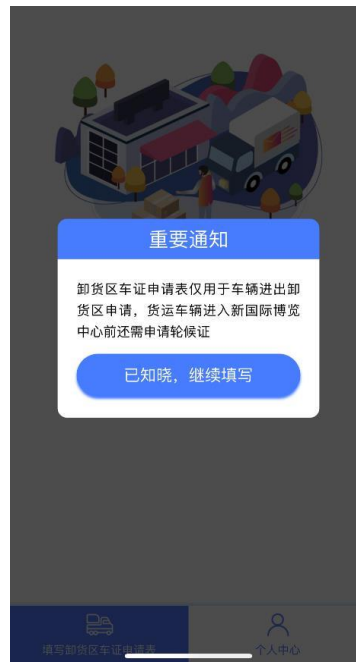 重要通知
卸货区车证申请表仅用于车辆进出卸
货区申请，货运车辆进入新国际博览
中心前还需申请轮候证
已知晓，继续填写
填写卸货区车证申请表
个人中心